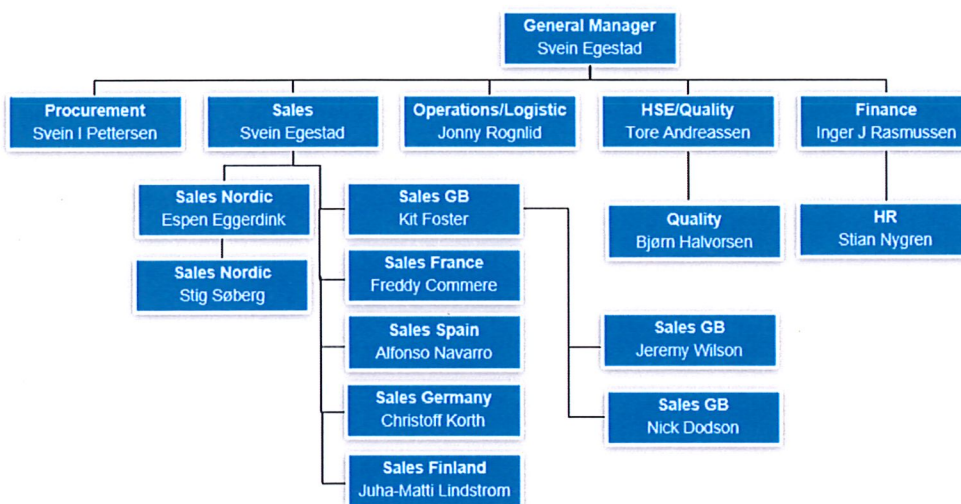 General Manager
Svein Egestad
Procurement
Svein I Pettersen
Sales
Svein Egestad
Operations/Logistic
Jonny Rognlid
HSE/Quality
Tore Andreassen
Finance
Inger J Rasmussen
Sales Nordic
Espen Eggerdink
Sales GB
Kit Foster
Quality
Bjørn Halvorsen
HR
Stian Nygren
Sales Nordic
Stig Søberg
Sales France
Freddy Commere
Sales Spain
Alfonso Navarro
Sales GB
Jeremy Wilson
Sales Germany
Christoff Korth
Sales GB
Nick Dodson
Sales Finland
Juha-Matti Lindstrom